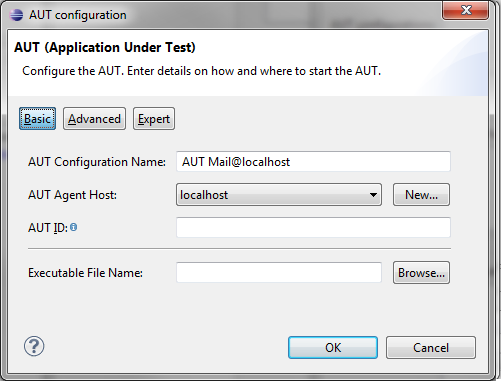 AUT configuration
AUT (Application Under Test)
Configure the AUT. Enter details on how and where to start the AUT.
Basic Advanced Expert
AUT Configuration Name: AUT Mail@localhost
AUT Agent Host: localhost New...
AUT ID:
Executable File Name: Browse...
OK Cancel